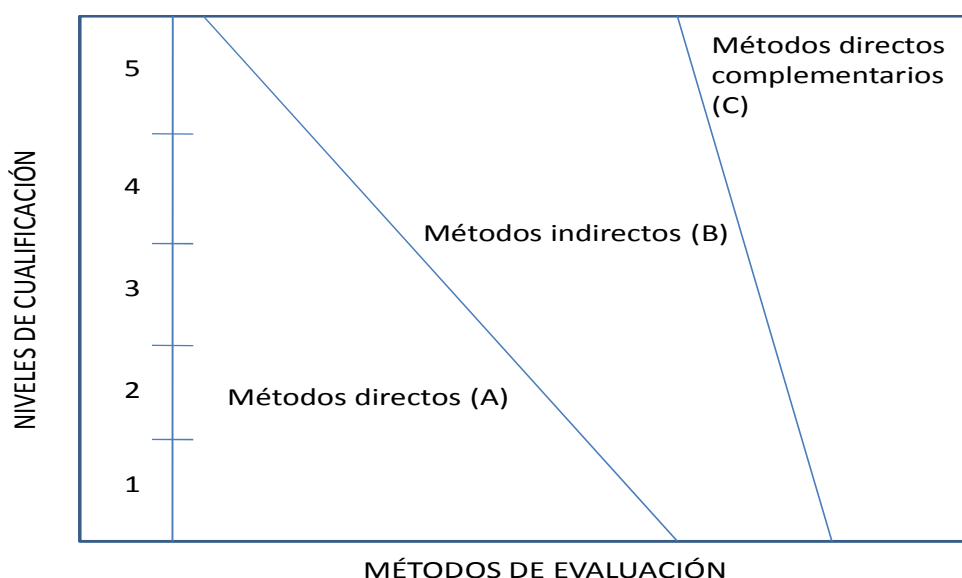 Métodos directos
complementarios
(C)
5
4
Métodos indirectos (B)
3
2
Métodos directos (A)
1
NIVELES DE CUALIFICACIÓN
MÉTODOS DE EVALUACIÓN